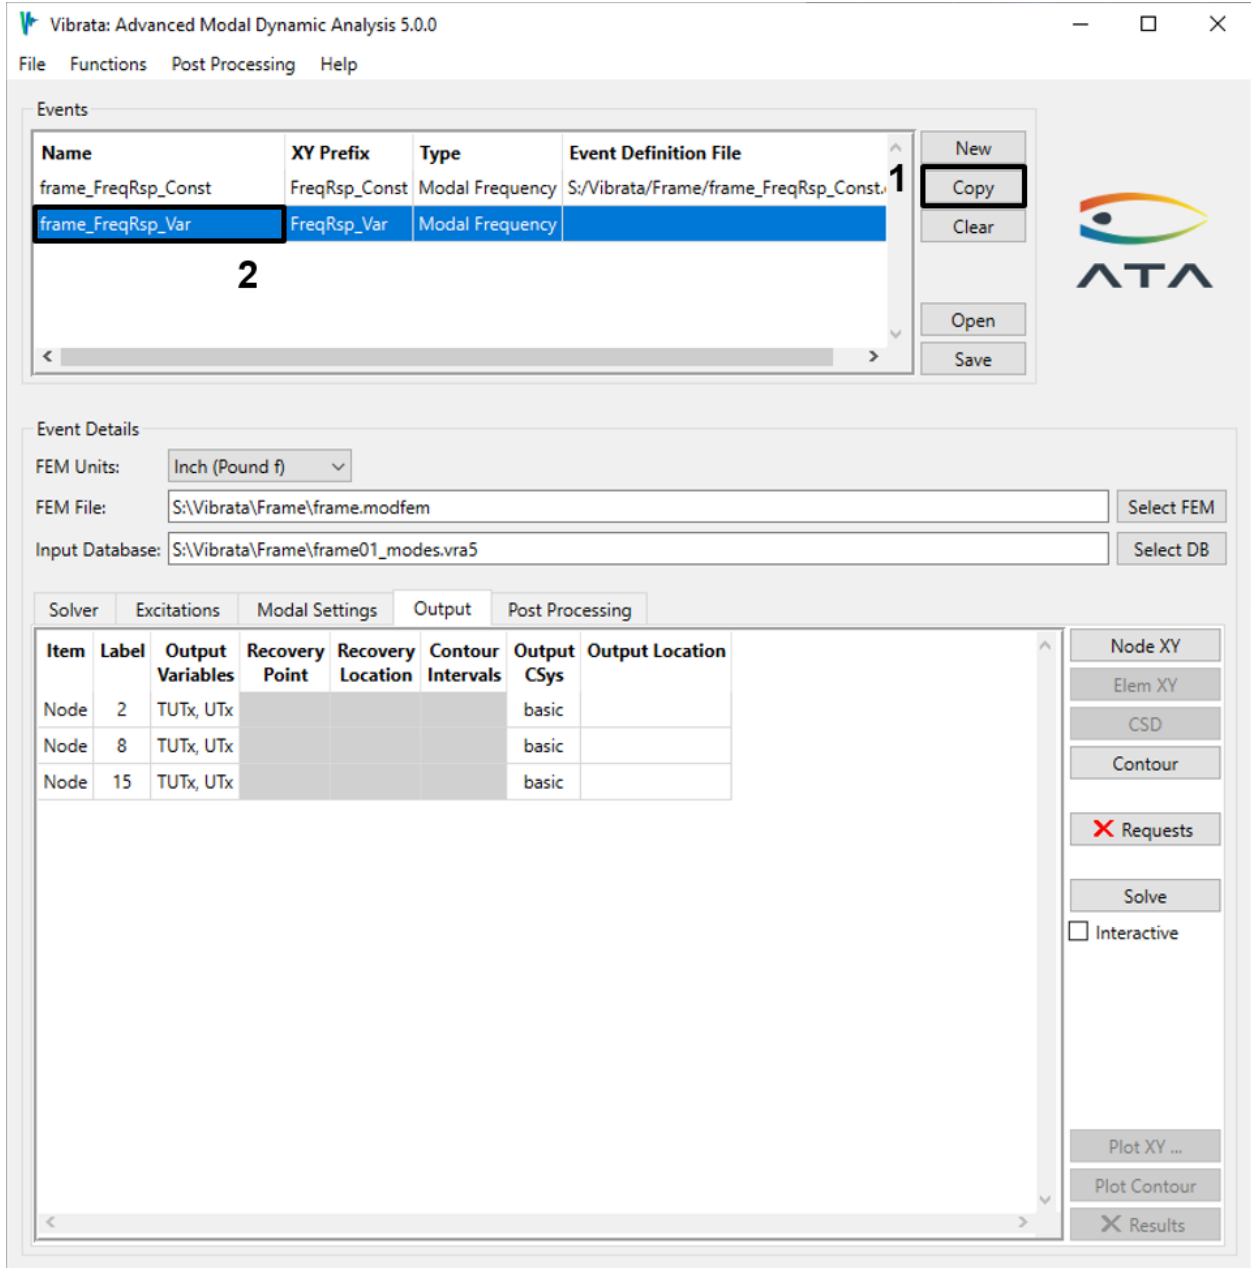 Vibrata: Advanced Modal Dynamic Analysis 5.0.0
File Functions Post Processing Help
Events
Name XY Prefix Type Event Definition File
frame_FreqRsp_Const FreqRsp_Const Modal Frequency S:/Vibrata/Frame/frame_FreqRsp_Const.
frame_FreqRsp_Var FreqRsp_Var Modal Frequency
1
2
New
Copy
Clear
Open
Save
ATA
Event Details
FEM Units: Inch (Pound f)
FEM File: S:\Vibrata\Frame\frame.modfem Select FEM
Input Database: S:\Vibrata\Frame\frame01_modes.vra5 Select DB
Solver Excitations Modal Settings Output Post Processing
Item Label Output Recovery Recovery Contour Output Output Location
Variables Point Location Intervals CSys
Node 2 TUTx, UTx basic
Node 8 TUTx, UTx basic
Node 15 TUTx, UTx basic
Node XY
Elem XY
CSD
Contour
Requests
Solve
Interactive
Plot XY ...
Plot Contour
Results